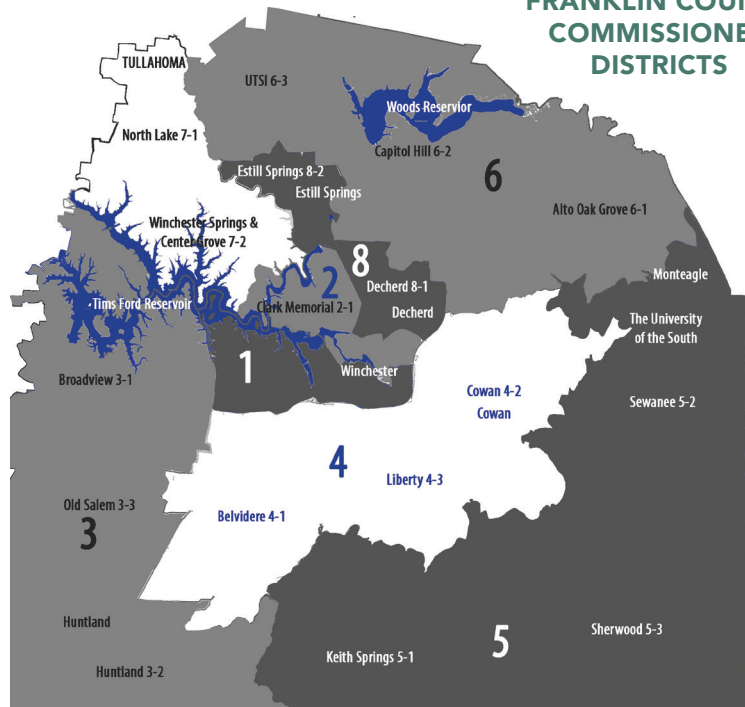 FRANKLIN COU
COMMISSIONE
DISTRICTS
TULLAHOMA
UTSI 6-3
Woods Reservior
North Lake 7-1
Capitol Hill 6-2
Estill Springs 8-2
6
Estill Springs
Alto Oak Grove 6-1
Winchester Springs &
Center Grove 7-2
8
Monteagle
2
Decherd 8-1
Tims Ford Reservoir
Clark Memorial 2-1
Decherd
The University
of the South
1
Winchester
Broadview 3-1
Cowan 4-2
Cowan
Sewanee 5-2
4
Liberty 4-3
Old Salem 3-3
Belvidere 4-1
3
Huntland
Sherwood 5-3
5
Keith Springs 5-1
Huntland 3-2